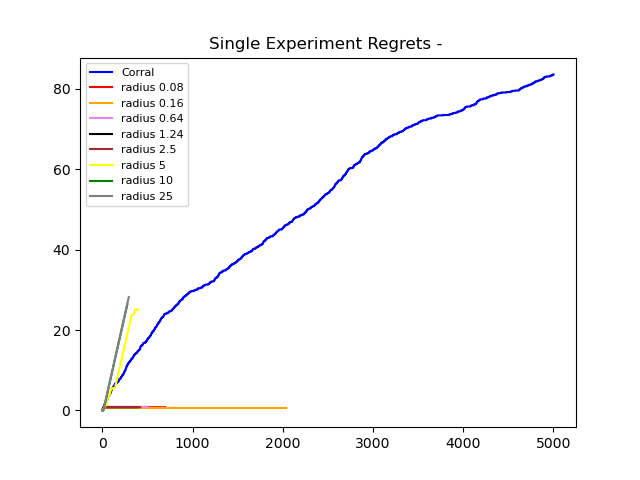 Single Experiment Regrets -
Corral
radius 0.08
radius 0.16
radius 0.64
radius 1.24
radius 2.5
radius 5
radius 10
radius 25
80
60
40
20
0
0 1000 2000 3000 4000 5000